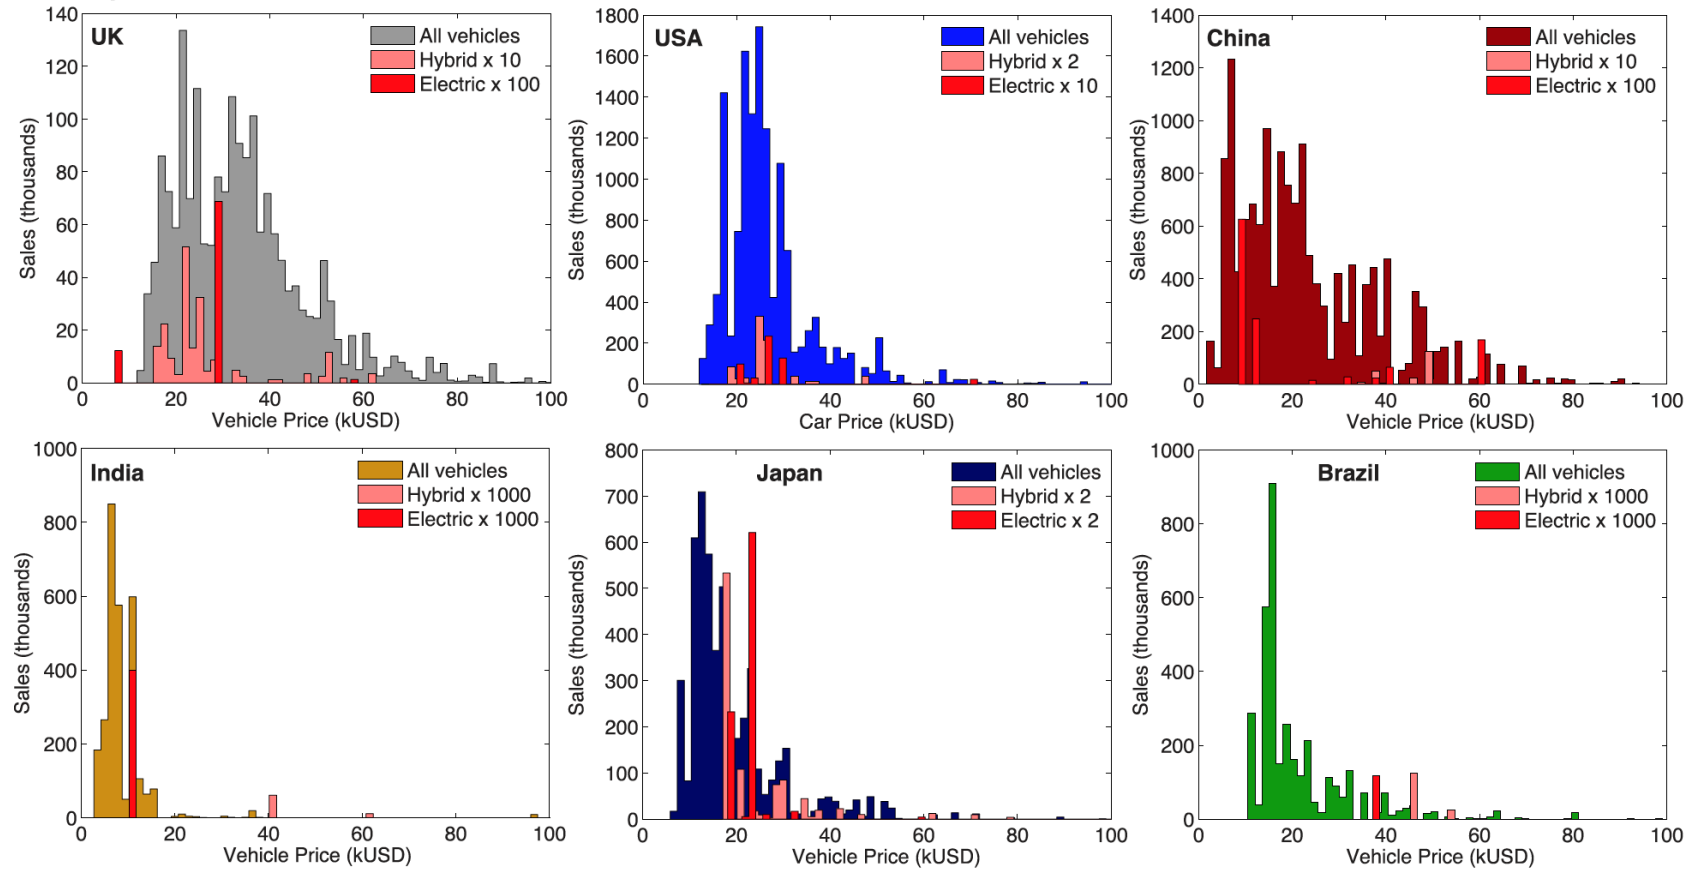 UK
All vehicles
Hybrid x 10
Electric x 100
140
120
100
80
60
40
20
0
Sales (thousands)
0 20 40 60 80 100
Vehicle Price (kUSD)
USA
All vehicles
Hybrid x 2
Electric x 10
1800
1600
1400
1200
1000
800
600
400
200
0
Sales (thousands)
0 20 40 60 80 100
Car Price (kUSD)
China
All vehicles
Hybrid x 10
Electric x 100
1400
1200
1000
800
600
400
200
0
Sales (thousands)
0 20 40 60 80 100
Vehicle Price (kUSD)
India
All vehicles
Hybrid x 1000
Electric x 1000
1000
800
600
400
200
0
Sales (thousands)
0 20 40 60 80 100
Vehicle Price (kUSD)
Japan
All vehicles
Hybrid x 2
Electric x 2
800
700
600
500
400
300
200
100
0
Sales (thousands)
0 20 40 60 80 100
Vehicle Price (kUSD)
Brazil
All vehicles
Hybrid x 1000
Electric x 1000
1000
800
600
400
200
0
Sales (thousands)
0 20 40 60 80 100
Vehicle Price (kUSD)